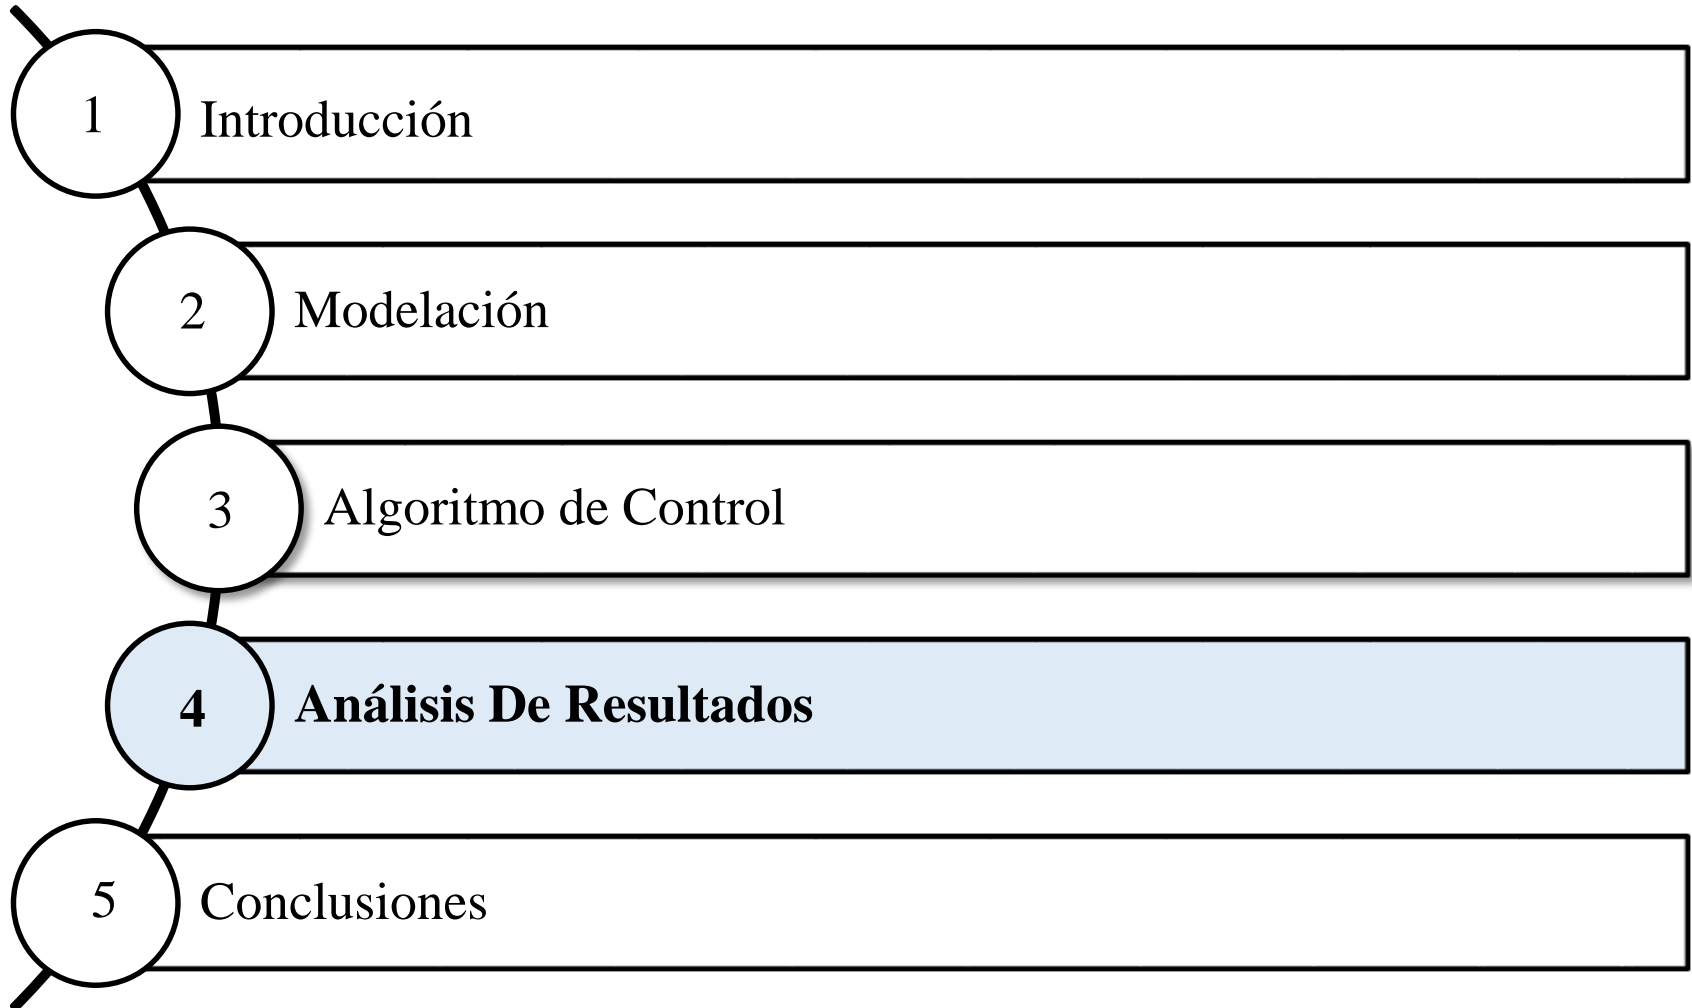 1 Introducción
2 Modelación
3 Algoritmo de Control
4 Análisis De Resultados
5 Conclusiones